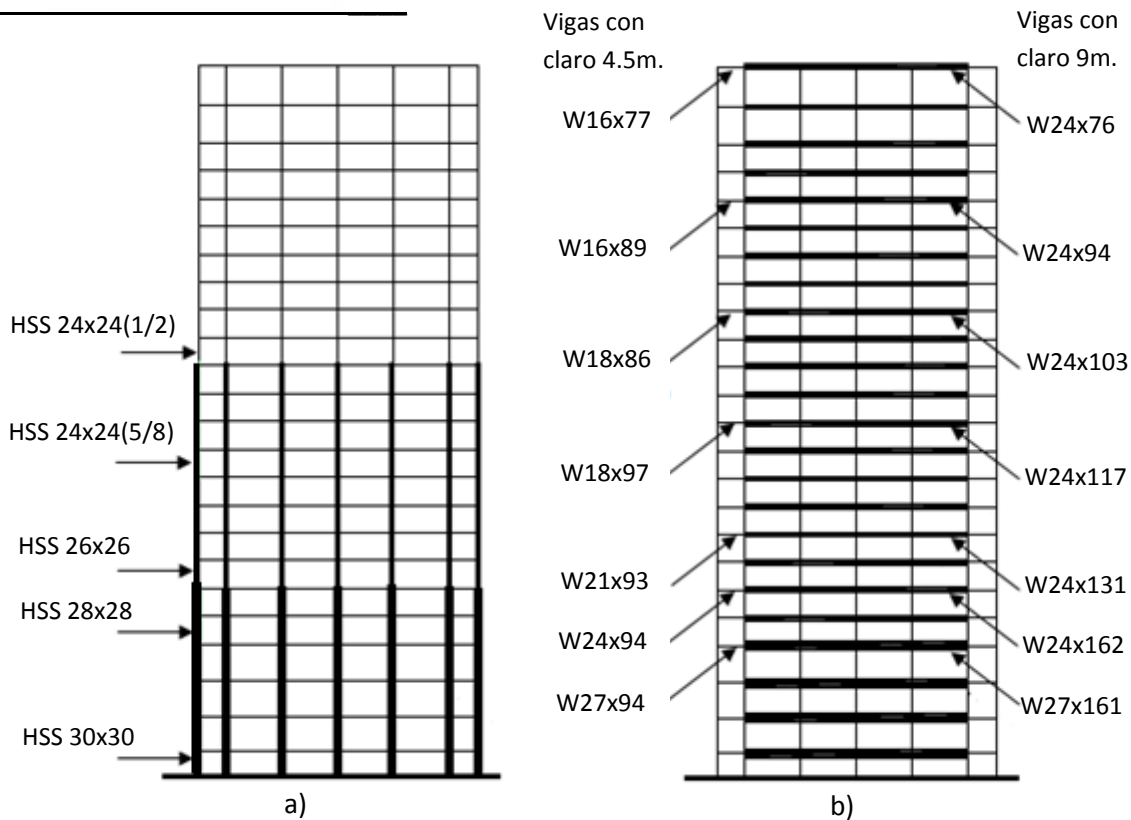 Vigas con
claro 4.5m.
Vigas con
claro 9m.
HSS 24x24(1/2)
HSS 24x24(5/8)
HSS 26x26
HSS 28x28
HSS 30x30
a)
W16x77
W16x89
W18x86
W18x97
W21x93
W24x94
W27x94
W24x76
W24x94
W24x103
W24x117
W24x131
W24x162
W27x161
b)